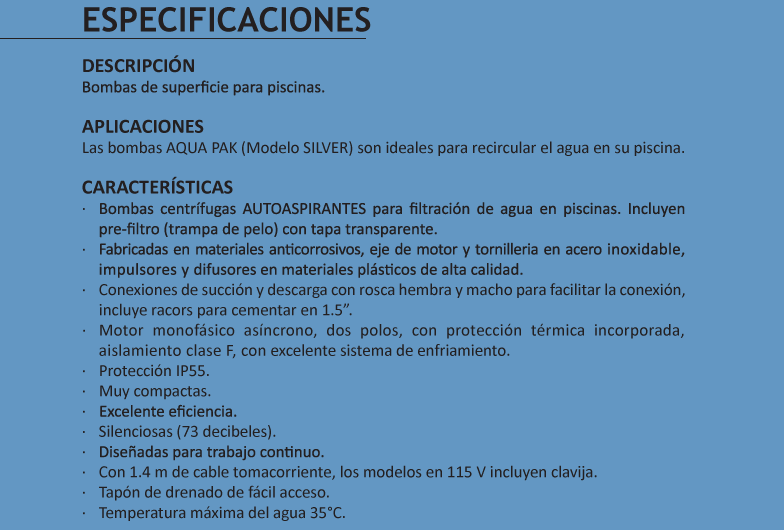 ESPECIFICACIONES
DESCRIPCIÓN
Bombas de superficie para piscinas.
APLICACIONES
Las bombas AQUA PAK (Modelo SILVER) son ideales para recircular el agua en su piscina.
CARACTERÍSTICAS
· Bombas centrífugas AUTOASPIRANTES para filtración de agua en piscinas. Incluyen
pre-filtro (trampa de pelo) con tapa transparente.
· Fabricadas en materiales anticorrosivos, eje de motor y tornilleria en acero inoxidable,
impulsores y difusores en materiales plásticos de alta calidad.
· Conexiones de succión y descarga con rosca hembra y macho para facilitar la conexión,
incluye racors para cementar en 1.5”.
· Motor monofásico asíncrono, dos polos, con protección térmica incorporada,
aislamiento clase F, con excelente sistema de enfriamiento.
· Protección IP55.
· Muy compactas.
· Excelente eficiencia.
· Silenciosas (73 decibeles).
· Diseñadas para trabajo continuo.
· Con 1.4 m de cable tomacorriente, los modelos en 115 V incluyen clavija.
· Tapón de drenado de fácil acceso.
· Temperatura máxima del agua 35°C.